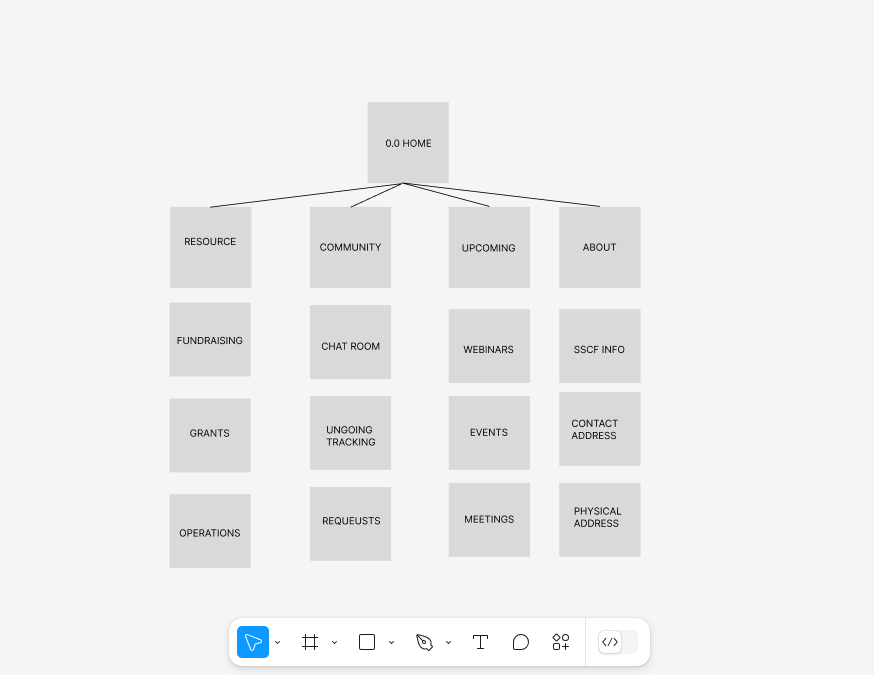 0.0 HOME
RESOURCE
COMMUNITY
UPCOMING
ABOUT
FUNDRAISING
CHAT ROOM
WEBINARS
SSCF INFO
GRANTS
UNGOING
TRACKING
EVENTS
CONTACT
ADDRESS
OPERATIONS
REQUEUSTS
MEETINGS
PHYSICAL
ADDRESS